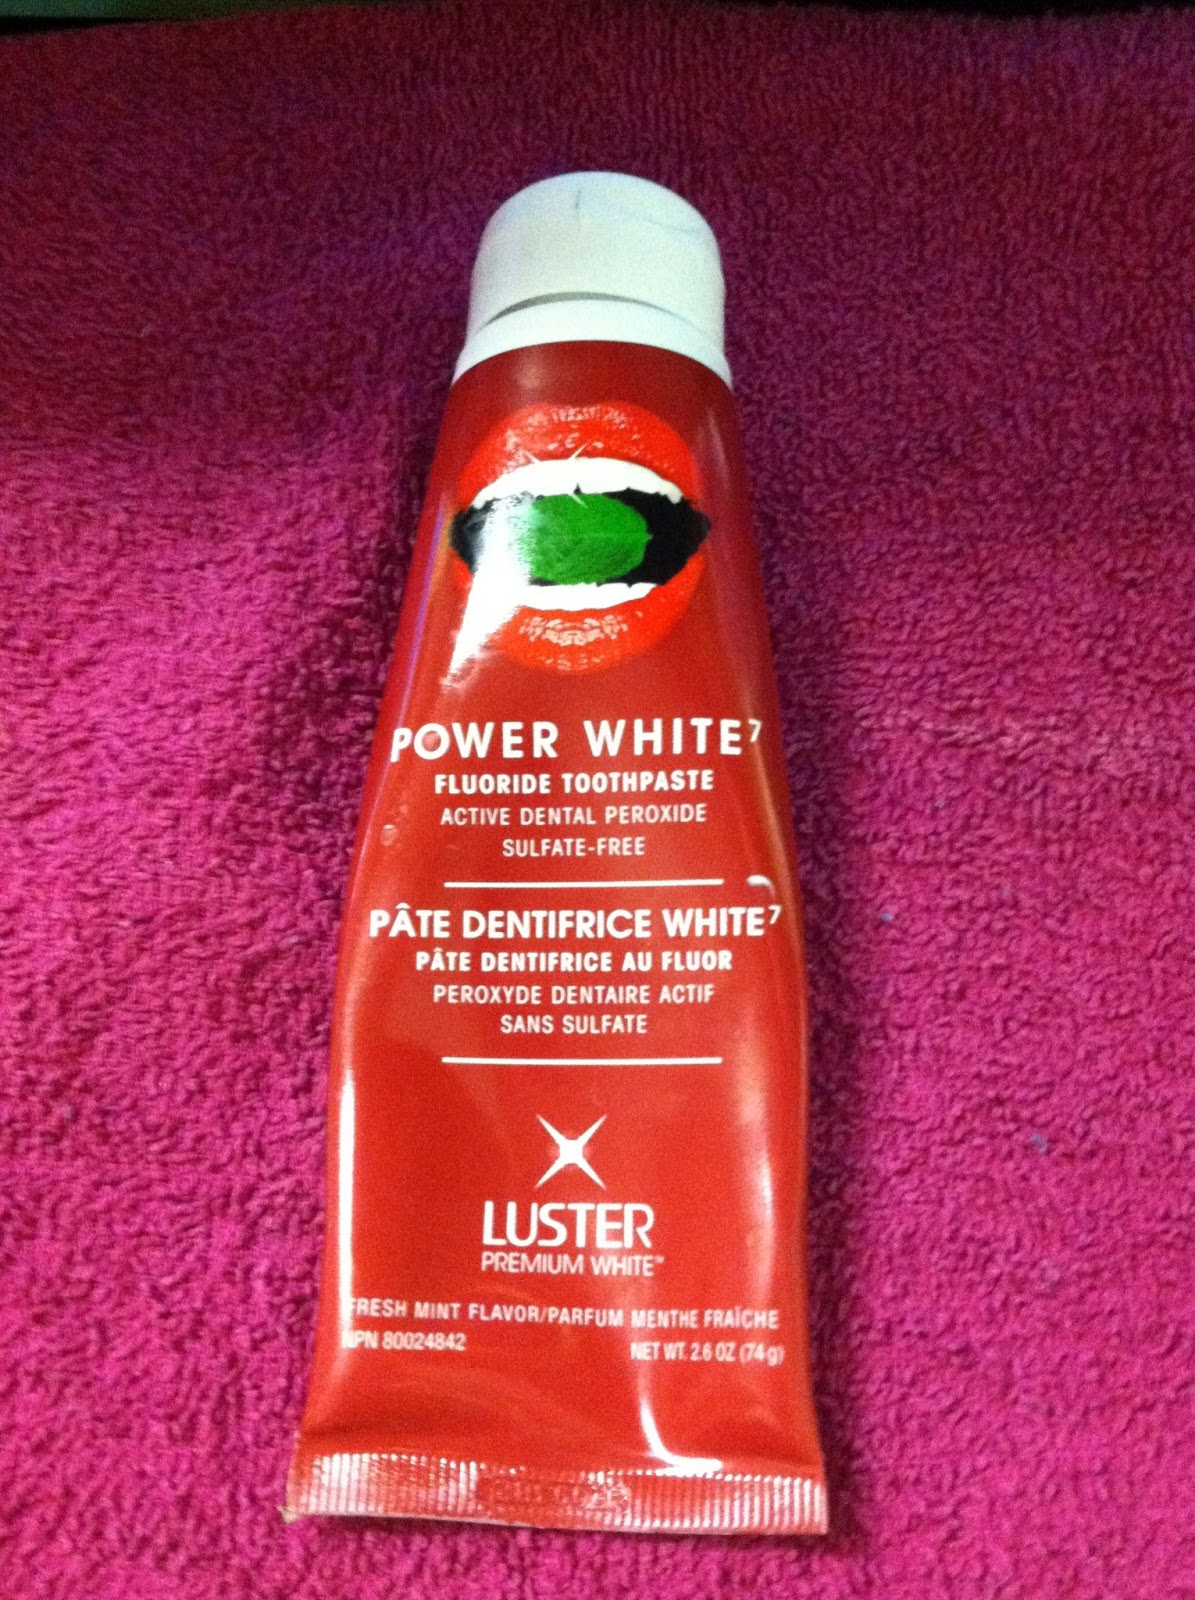 POWER WHITE⁷
FLUORIDE TOOTHPASTE
ACTIVE DENTAL PEROXIDE
SULFATE-FREE
PÂTE DENTIFRICE WHITE⁷
PÂTE DENTIFRICE AU FLUOR
PEROXYDE DENTAIRE ACTIF
SANS SULFATE
LUSTER
PREMIUM WHITE™
FRESH MINT FLAVOR/PARFUM MENTHE FRAÎCHE
NPN 80024842
NET WT. 2.6 OZ (74g)